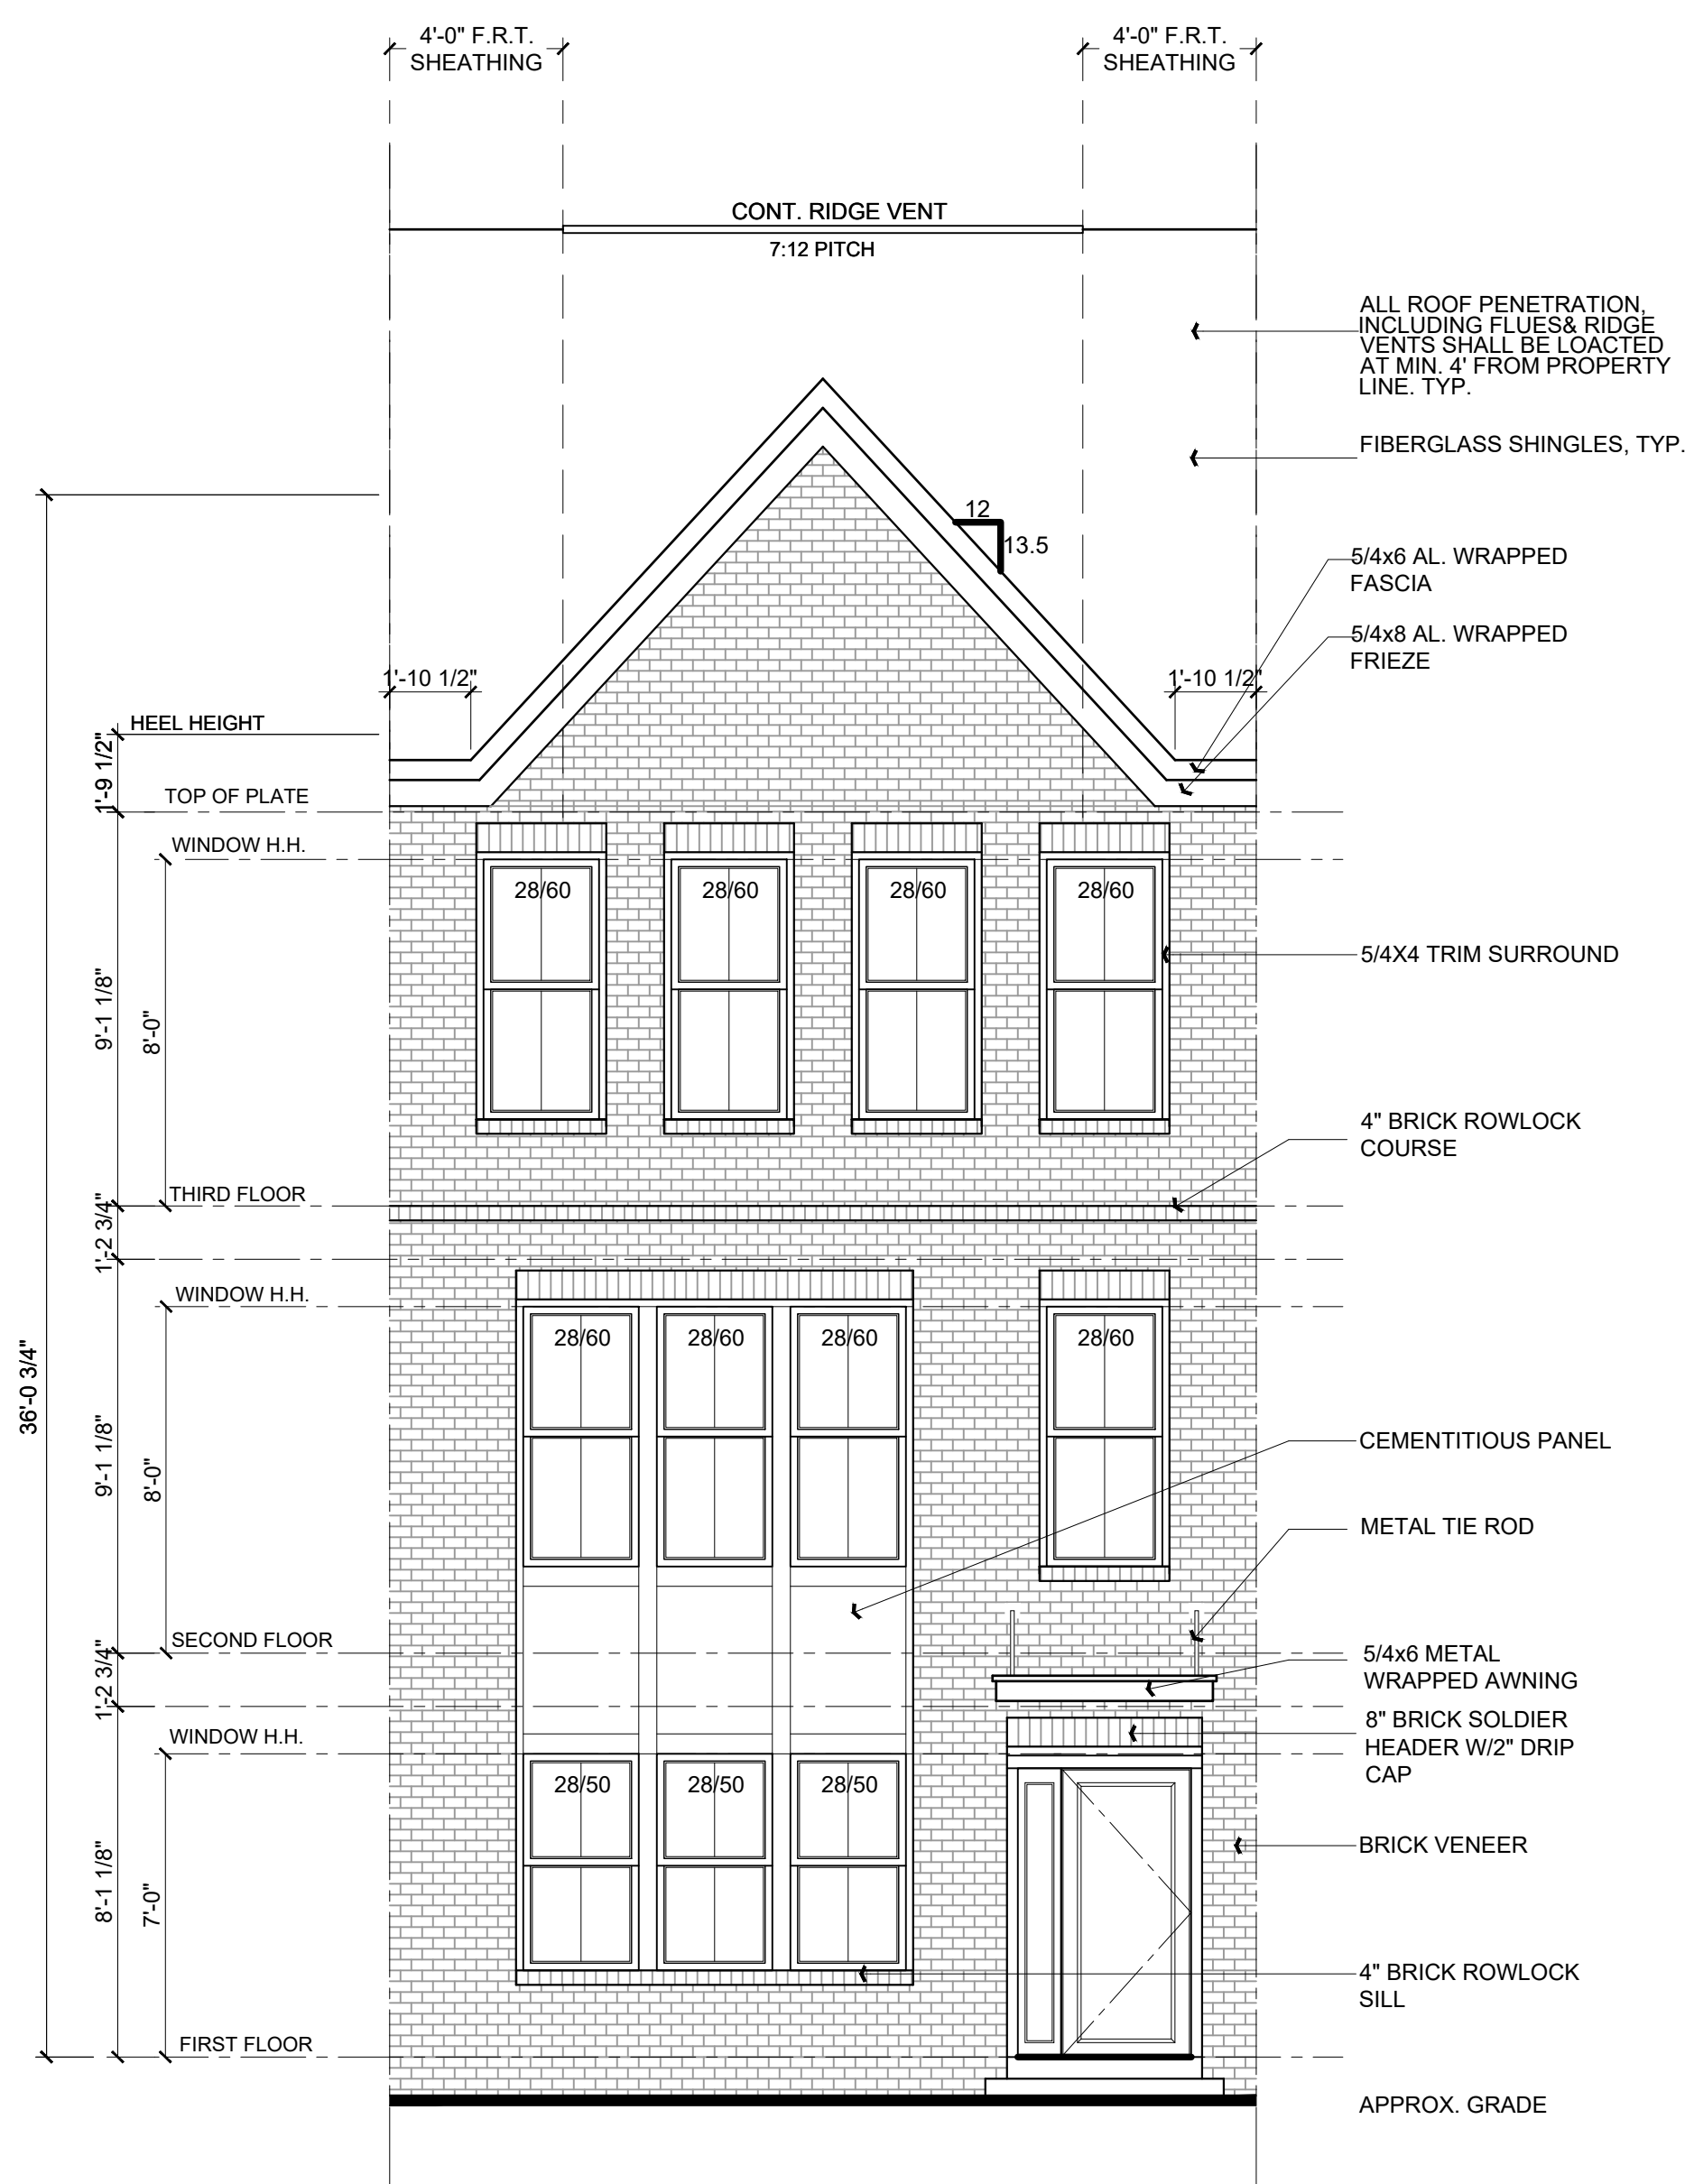 4'-0" F.R.T.
SHEATHING
4'-0" F.R.T.
SHEATHING
CONT. RIDGE VENT
7:12 PITCH
ALL ROOF PENETRATION,
INCLUDING FLUES& RIDGE
VENTS SHALL BE LOACTED
AT MIN. 4' FROM PROPERTY
LINE. TYP.
FIBERGLASS SHINGLES, TYP.
12
13.5
5/4x6 AL. WRAPPED
FASCIA
5/4x8 AL. WRAPPED
FRIEZE
1'-10 1/2"
1'-10 1/2"
HEEL HEIGHT
1'-9 1/2"
TOP OF PLATE
WINDOW H.H.
28/60
28/60
28/60
28/60
5/4X4 TRIM SURROUND
9'-1 1/8"
8'-0"
4" BRICK ROWLOCK
COURSE
THIRD FLOOR
1'-2 3/4"
WINDOW H.H.
28/60
28/60
28/60
28/60
36'-0 3/4"
9'-1 1/8"
8'-0"
CEMENTITIOUS PANEL
METAL TIE ROD
SECOND FLOOR
1'-2 3/4"
5/4x6 METAL
WRAPPED AWNING
8" BRICK SOLDIER
HEADER W/2" DRIP
CAP
WINDOW H.H.
28/50
28/50
28/50
BRICK VENEER
8'-1 1/8"
7'-0"
4" BRICK ROWLOCK
SILL
FIRST FLOOR
APPROX. GRADE